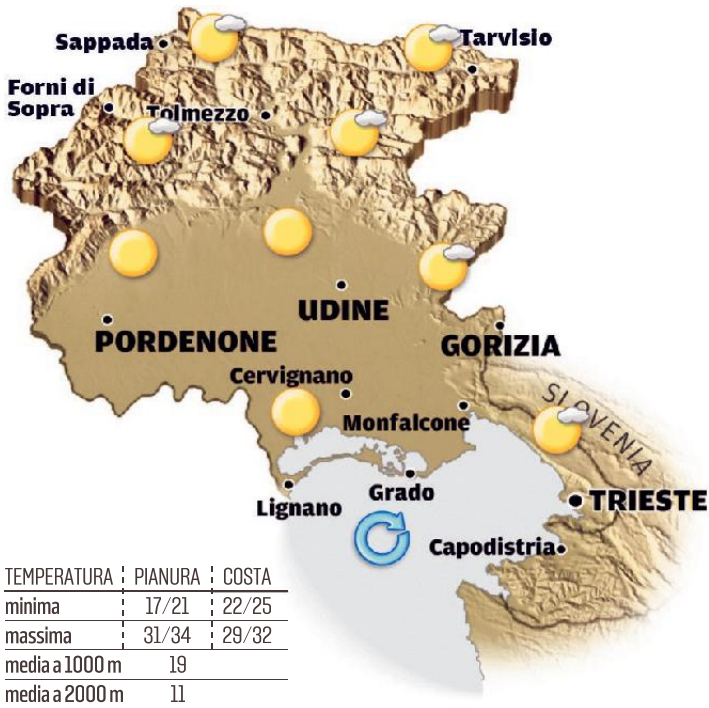 Sappada
Tarvisio
Forni di
Sopra
Tolmezzo
UDINE
PORDENONE
GORIZIA
Cervignano
SLOVENIA
Monfalcone
Grado
Lignano
TRIESTE
Capodistria
TEMPERATURA PIANURA COSTA
minima 17/21 22/25
massima 31/34 29/32
media a 1000 m 19
media a 2000 m 11